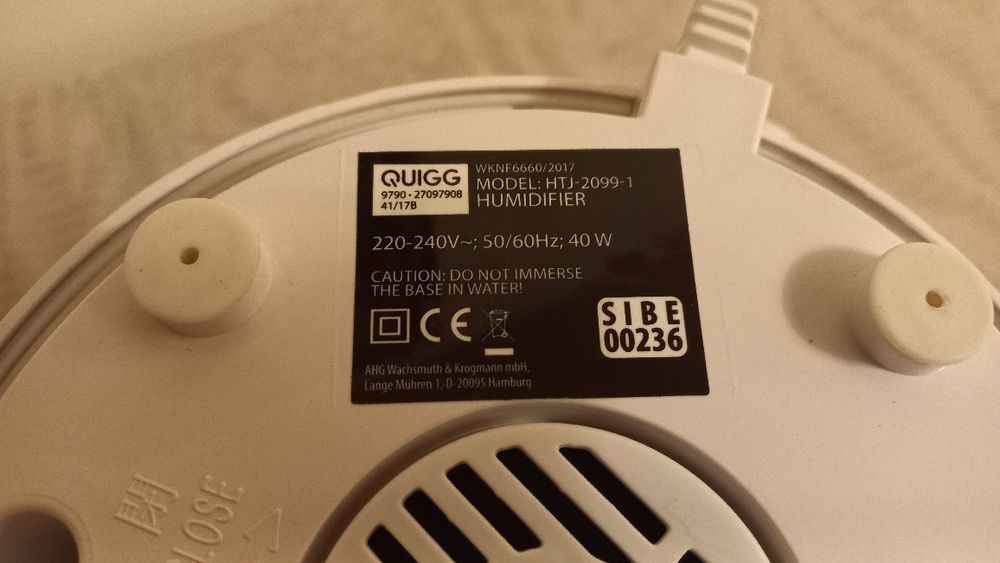 QUIGG
9790 • 27097908
41/17B
WKNF6660/2017
MODEL: HTJ-2099-1
HUMIDIFIER
220-240V~; 50/60Hz; 40 W
CAUTION: DO NOT IMMERSE
THE BASE IN WATER!
CE
SIBE
00236
AHG Wachsmuth & Krogmann mbH,
Lange Mühren 1, D-20095 Hamburg
閉
CLOSE